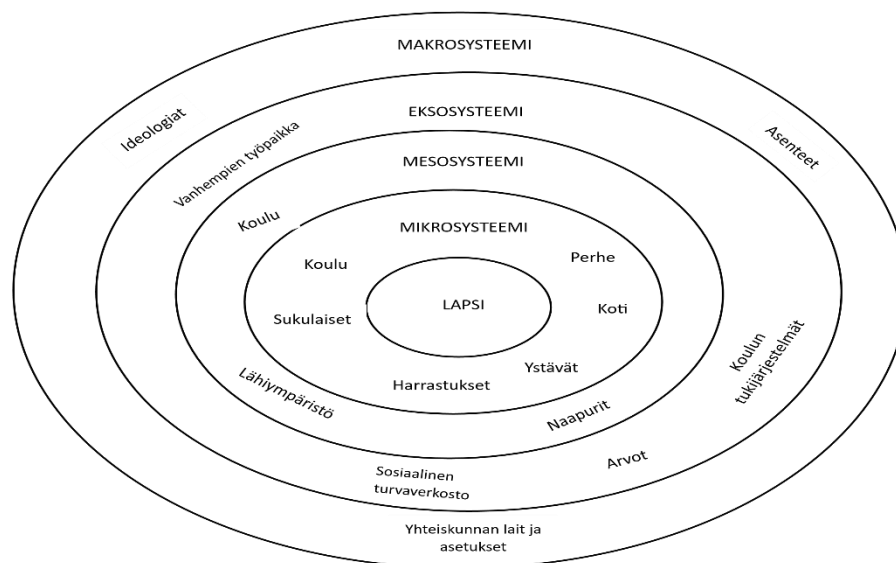 MAKROSYSTEEMI
Ideologiat
Asenteet
EKSOSYSTEEMI
Vanhempien työpaikka
MESOSYSTEEMI
Koulu
MIKROSYSTEEMI
Koulu
Perhe
LAPSI
Koti
Sukulaiset
Ystävät
Harrastukset
Koulun
tukijärjestelmät
Lähiympäristö
Naapurit
Arvot
Sosiaalinen
turvaverkosto
Yhteiskunnan lait ja
asetukset